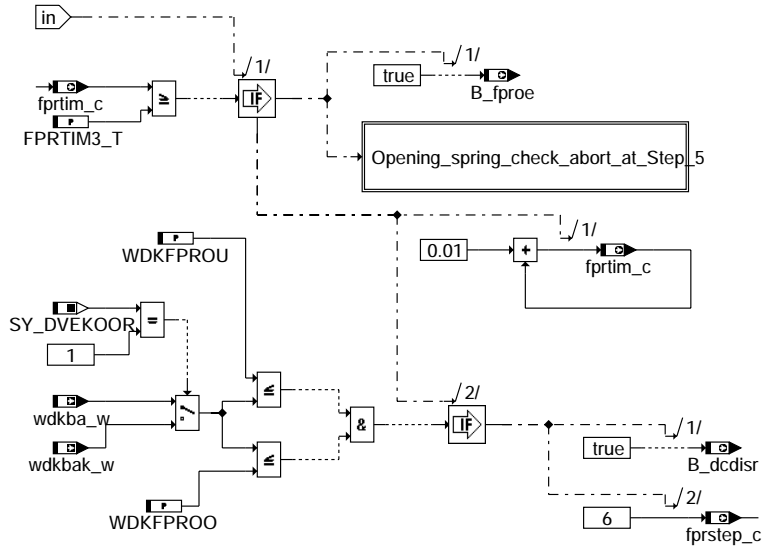 in
/1/
/1/
true
B_fproe
fprtim_c
≥
IF
P
FPRTIM3_T
Opening_spring_check_abort_at_Step_5
/1/
P
WDKFPROU
0.01
+
fprtim_c
SY_DVEKOOR
=
1
/2/
wdkba_w
≤
&
IF
/1/
wdkbak_w
≤
true
B_dcdisr
P
WDKFPROO
/2/
6
fprstep_c